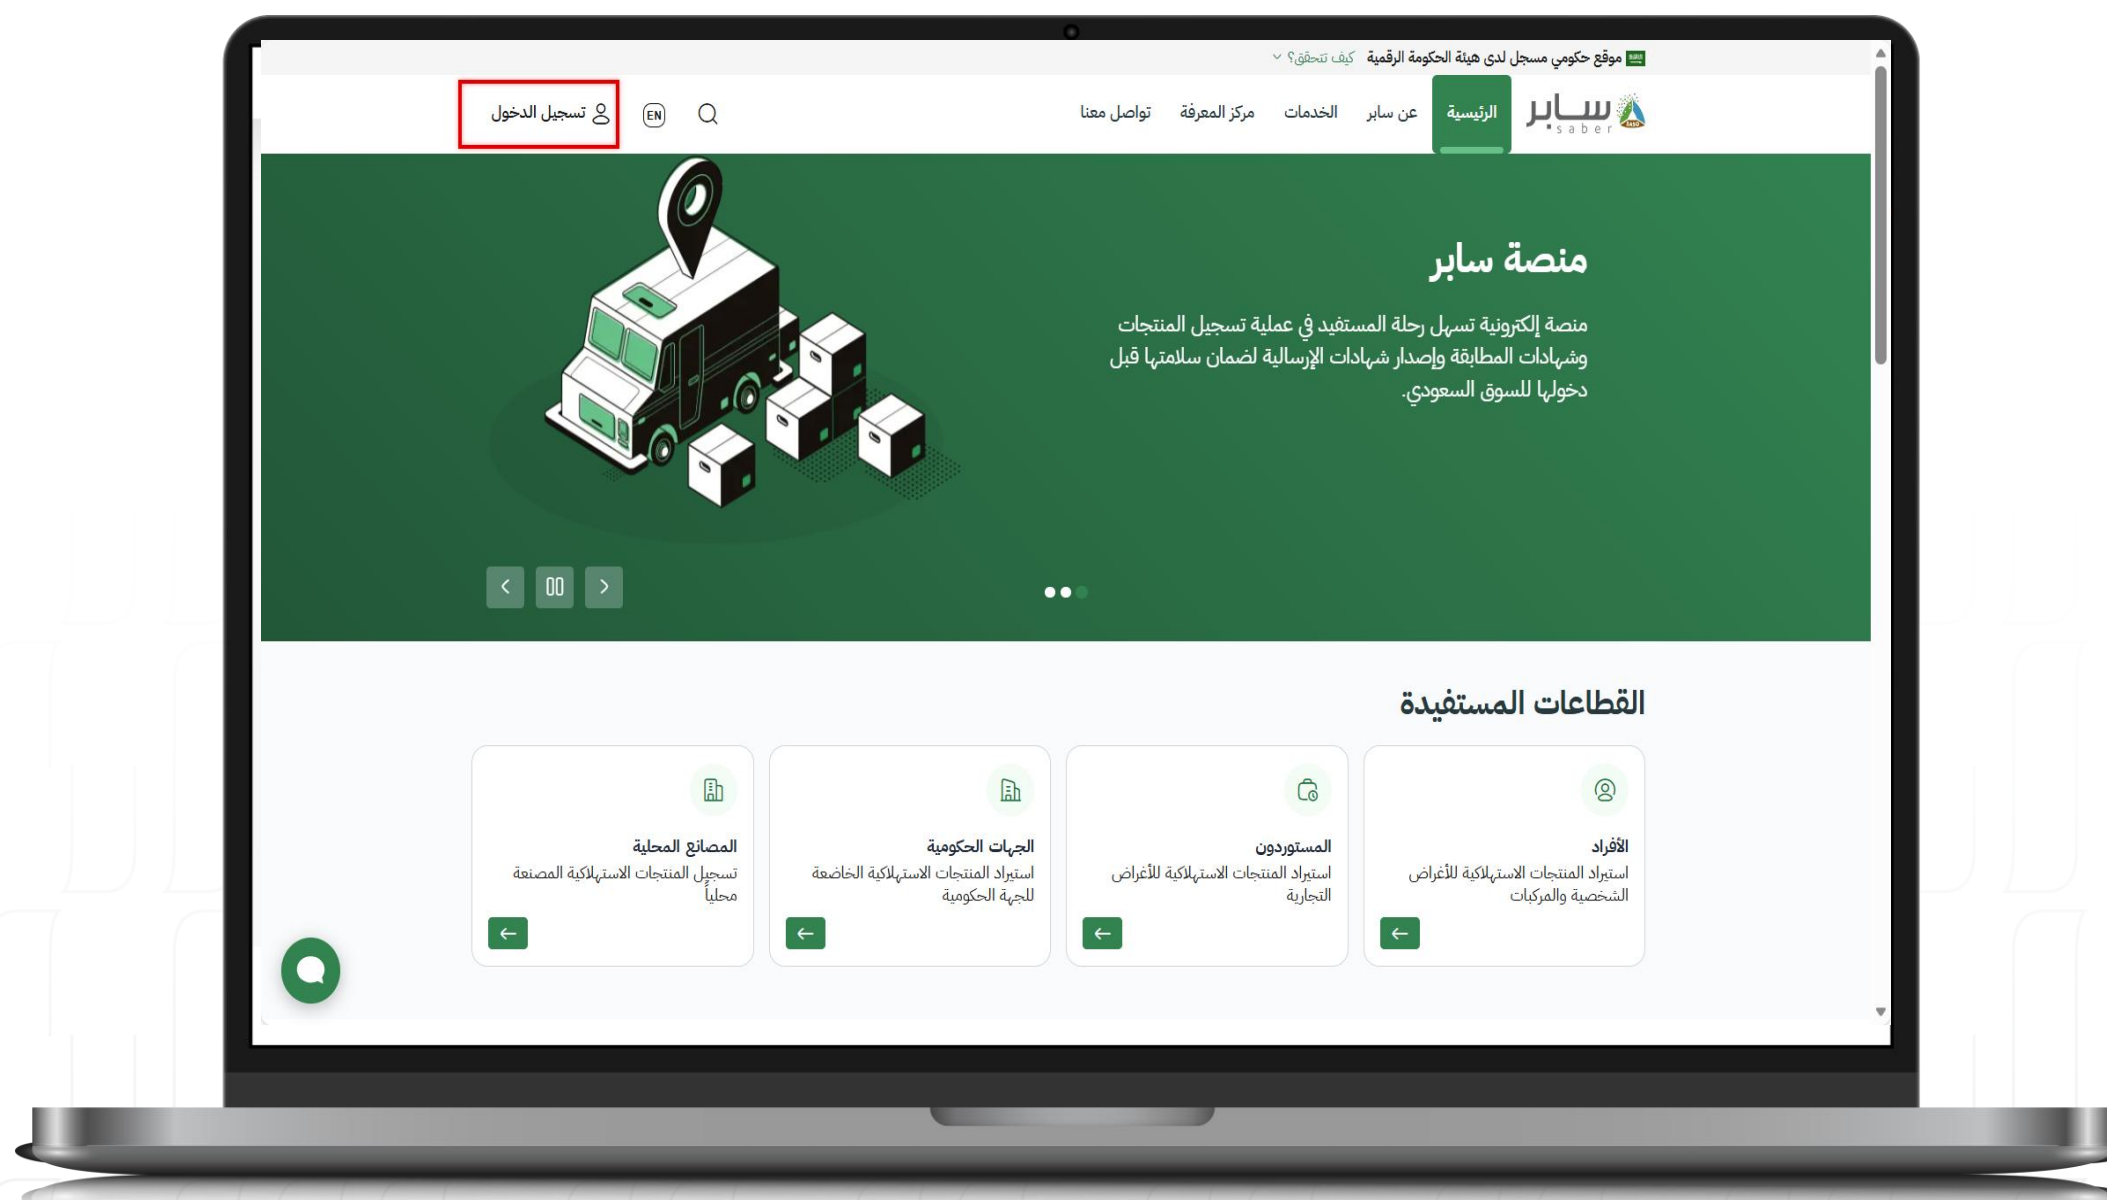 موقع حكومي مسجل لدى هيئة الحكومة الرقمية كيف تتحقق؟
سابر
saber
SASO
الرئيسية عن سابر الخدمات مركز المعرفة تواصل معنا EN تسجيل الدخول
منصة سابر
منصة إلكترونية تسهل رحلة المستفيد في عملية تسجيل المنتجات
وشهادات المطابقة وإصدار شهادات الإرسالية لضمان سلامتها قبل
دخولها للسوق السعودي.
القطاعات المستفيدة
الأفراد
استيراد المنتجات الاستهلاكية للأغراض
الشخصية والمركبات
المستوردون
استيراد المنتجات الاستهلاكية للأغراض
التجارية
الجهات الحكومية
استيراد المنتجات الاستهلاكية الخاضعة
للجهة الحكومية
المصانع المحلية
تسجيل المنتجات الاستهلاكية المصنعة
محلياً